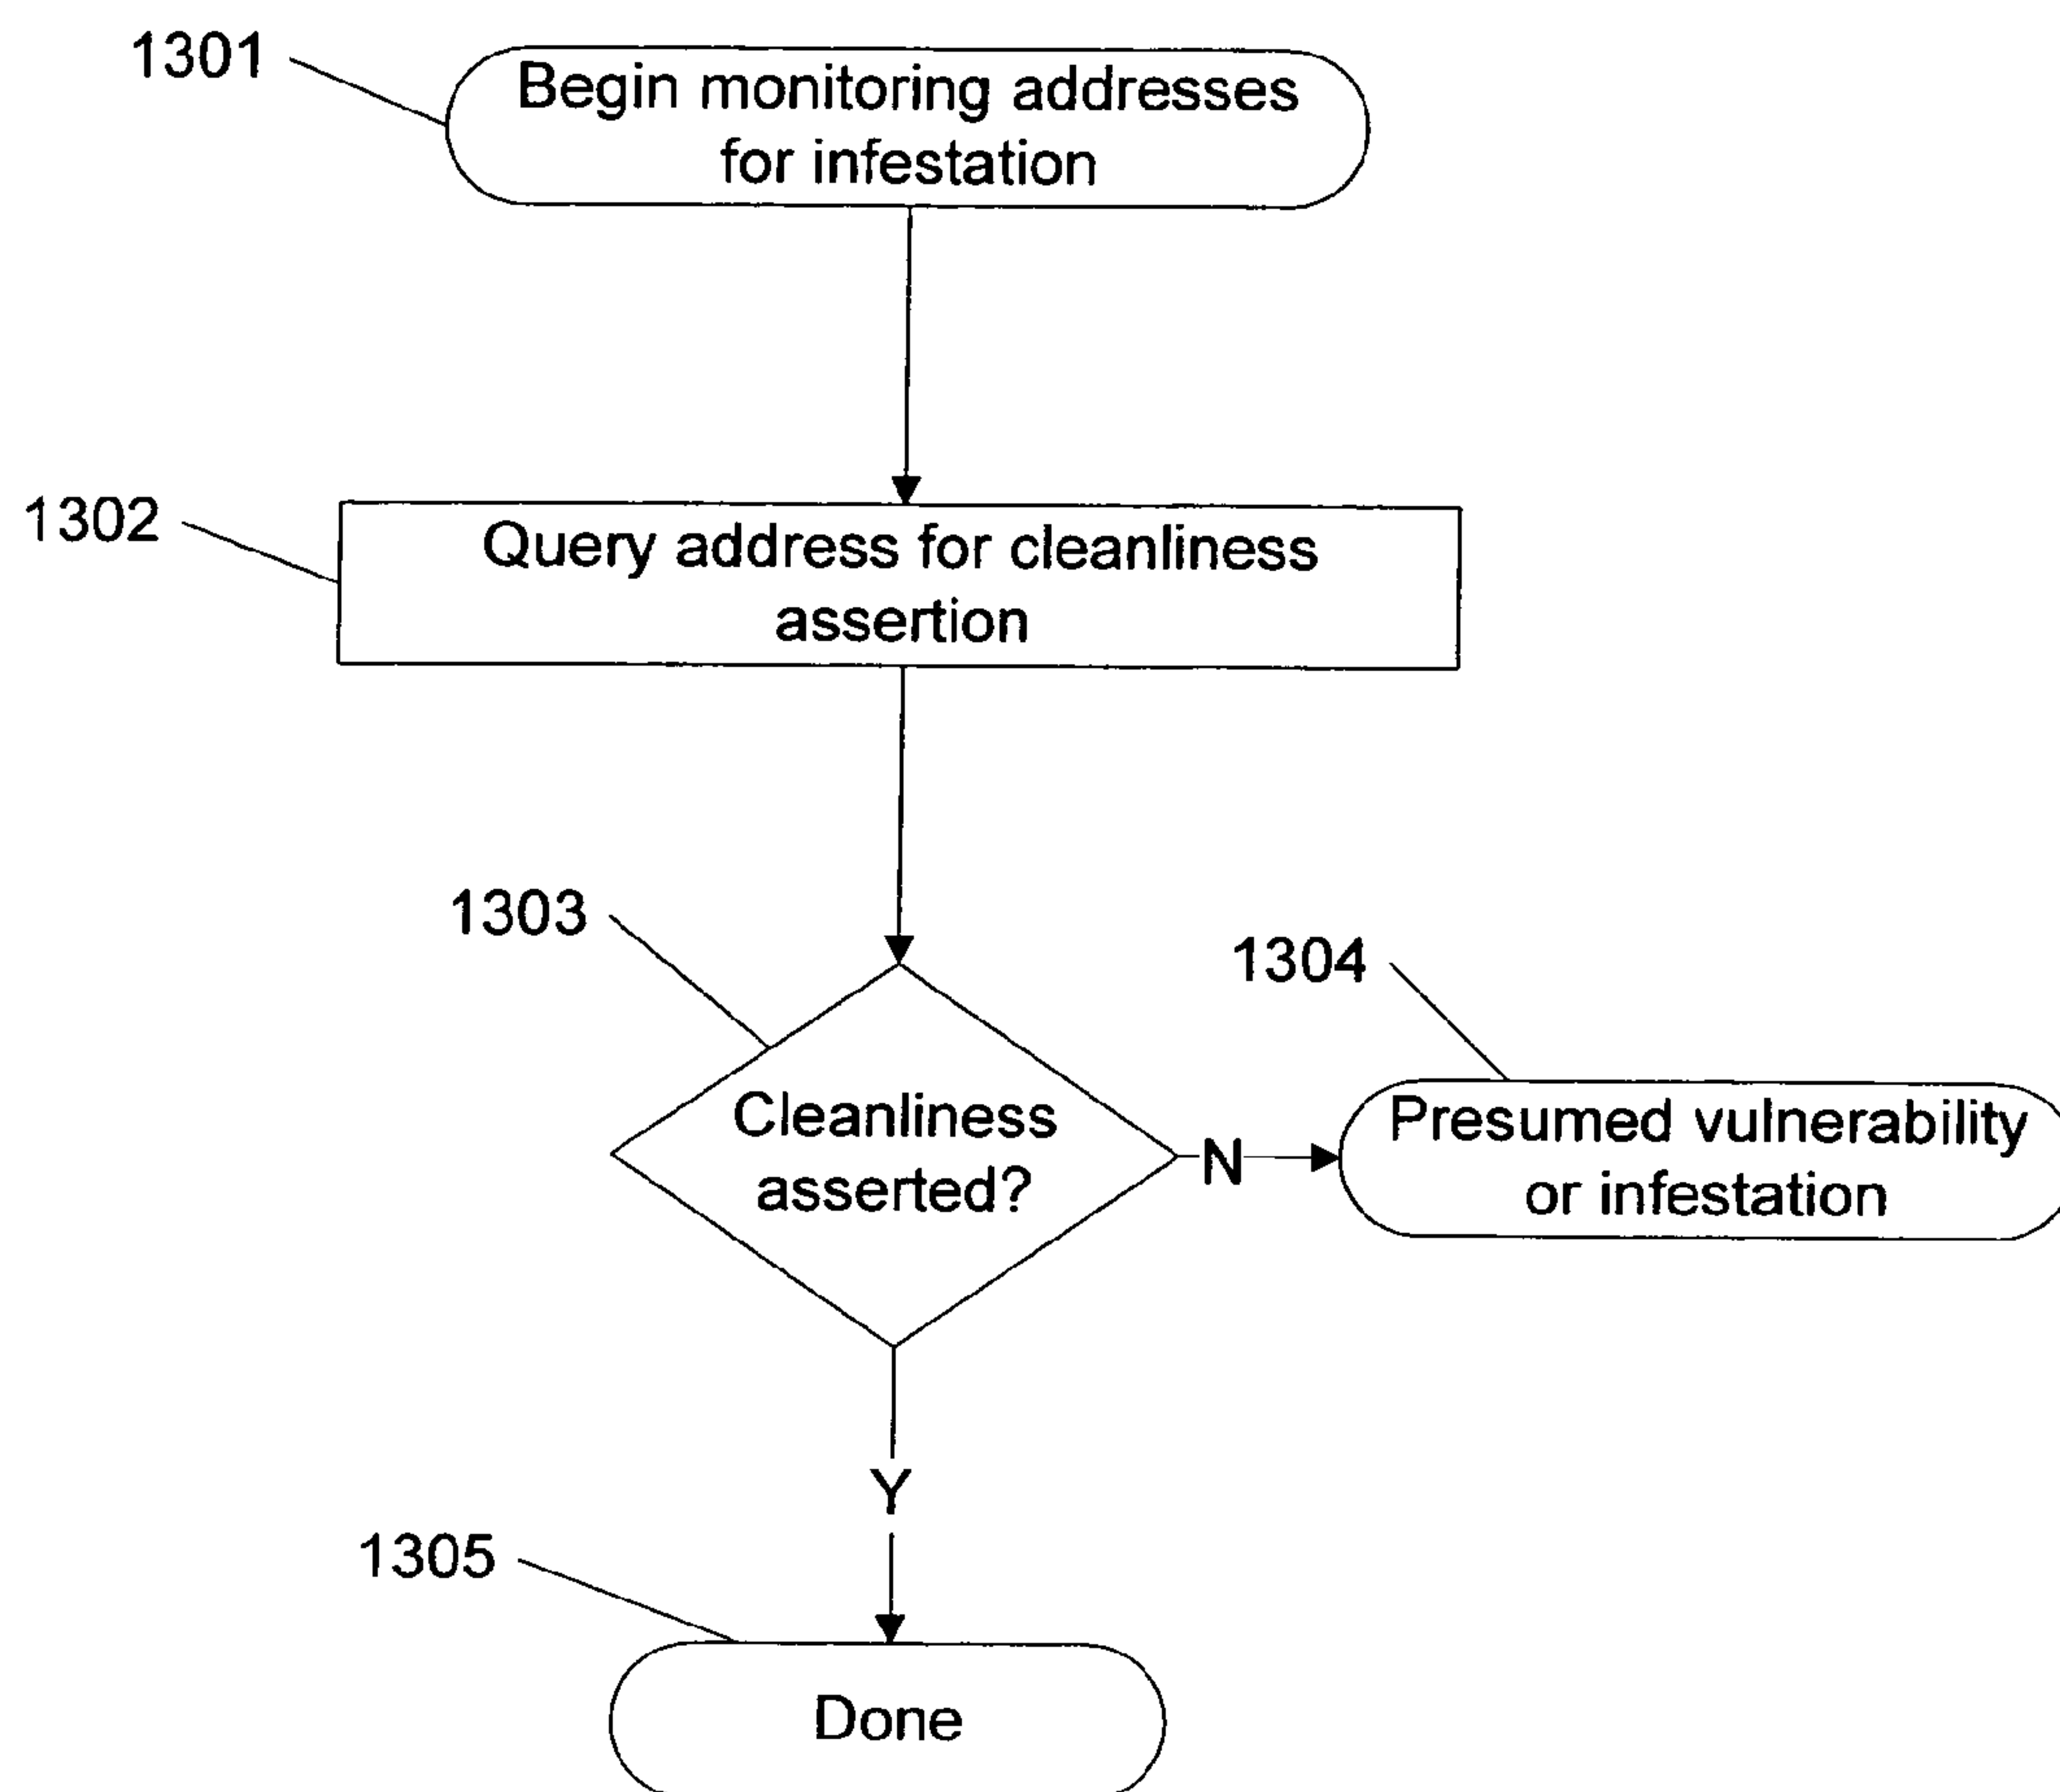 1301
Begin monitoring addresses
for infestation
1302
Query address for cleanliness
assertion
1303
Cleanliness
asserted?
N
1304
Presumed vulnerability
or infestation
Y
1305
Done